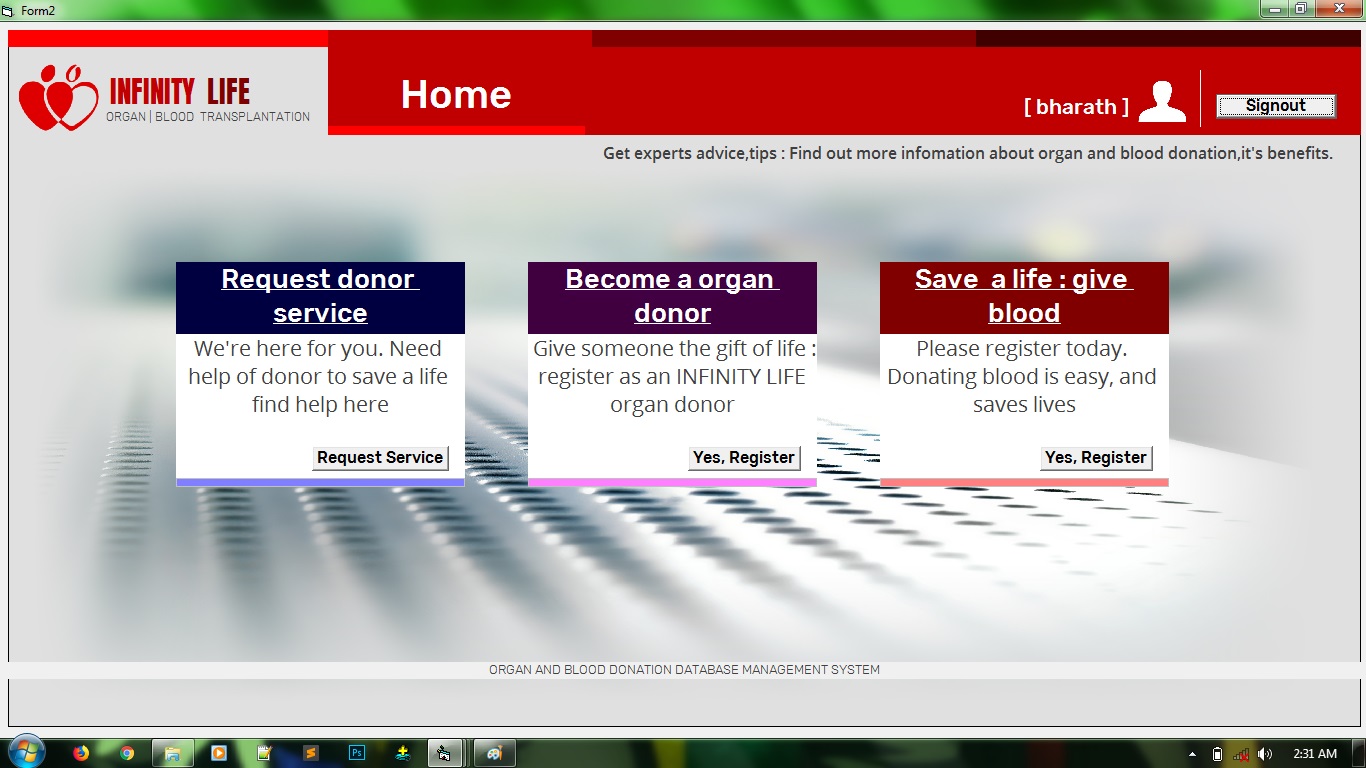 Form2
INFINITY LIFE
ORGAN | BLOOD TRANSPLANTATION
Home
[ bharath ]
Signout
Get experts advice,tips : Find out more infomation about organ and blood donation,it's benefits.
Request donor
service
We're here for you. Need
help of donor to save a life
find help here
Request Service
Become a organ
donor
Give someone the gift of life :
register as an INFINITY LIFE
organ donor
Yes, Register
Save a life : give
blood
Please register today.
Donating blood is easy, and
saves lives
Yes, Register
ORGAN AND BLOOD DONATION DATABASE MANAGEMENT SYSTEM
Ps
2:31 AM